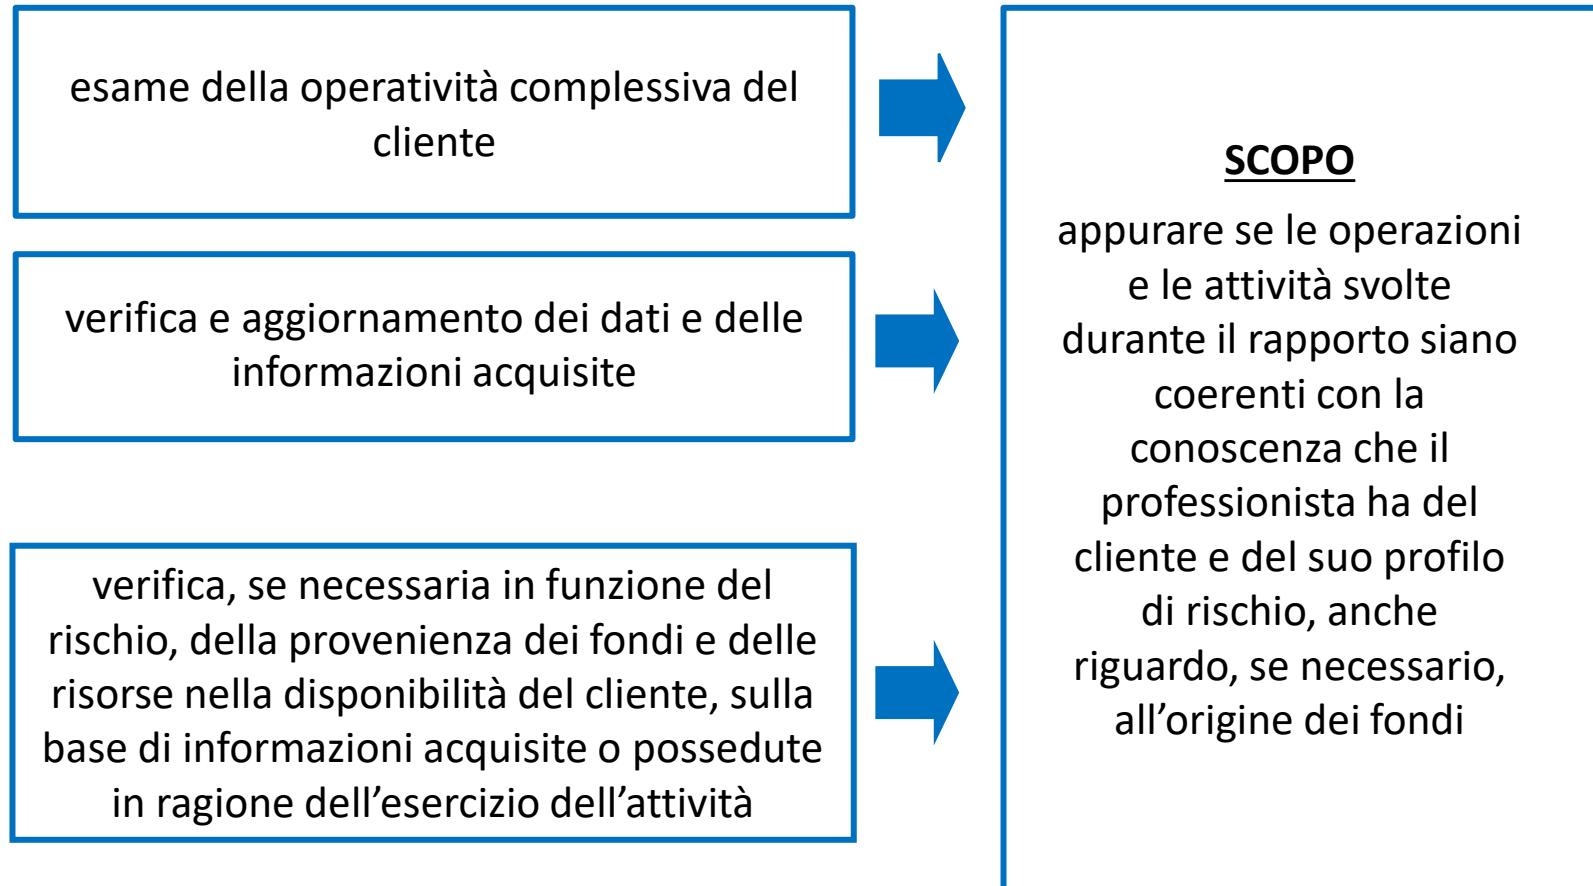 esame della operatività complessiva del
cliente
verifica e aggiornamento dei dati e delle
informazioni acquisite
verifica, se necessaria in funzione del
rischio, della provenienza dei fondi e delle
risorse nella disponibilità del cliente, sulla
base di informazioni acquisite o possedute
in ragione dell’esercizio dell’attività
SCOPO
appurare se le operazioni
e le attività svolte
durante il rapporto siano
coerenti con la
conoscenza che il
professionista ha del
cliente e del suo profilo
di rischio, anche
riguardo, se necessario,
all’origine dei fondi